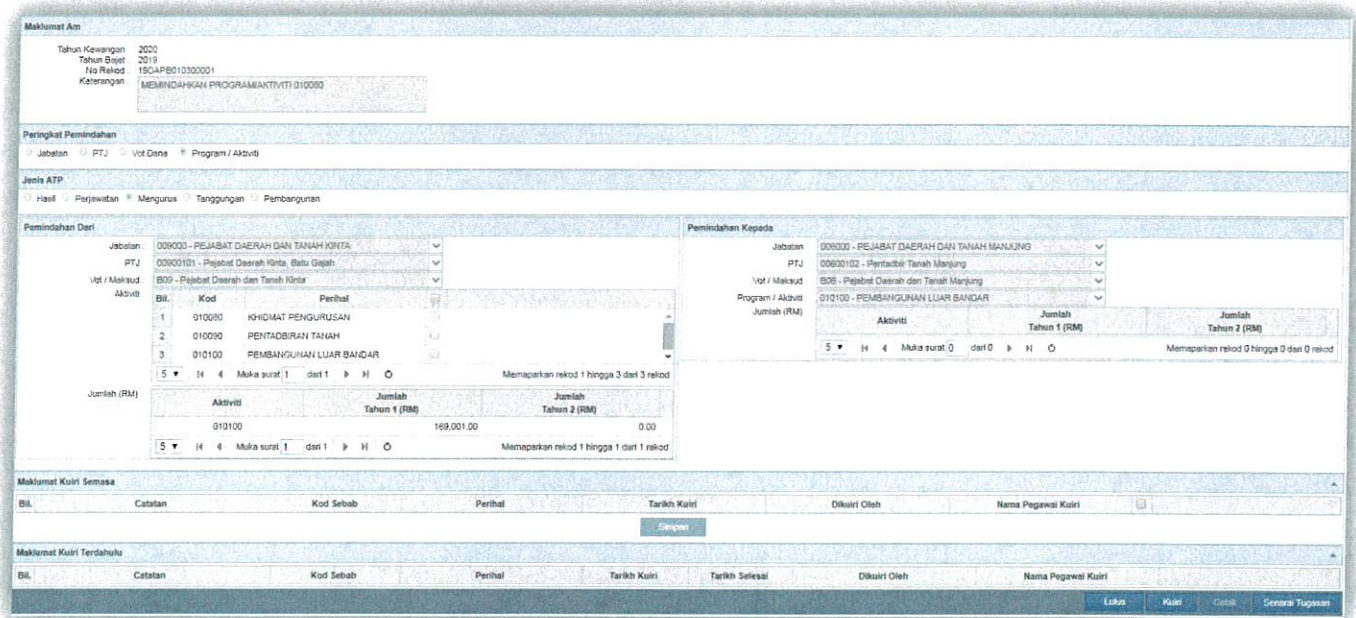 Maklumat Am
Tahun Kewangan : 2020
Tahun Bajet : 2019
No Rekod :
Keterangan : MEMINDAHKAN PROGRAM/AKTIVITI 010080
Peringkat Pemindahan
Jabatan PTJ Vot Dana Program / Aktiviti
Jenis ATP
Hasil Perjawatan Mengurus Tanggungan Pembangunan
Pemindahan Dari
Jabatan : 009000 - PEJABAT DAERAH DAN TANAH KINTA
PTJ 00900101 - Pejabat Daerah Kinta, Batu Gajah
Vot / Maksud B09 - Pejabat Daerah dan Tanah Kinta
Aktiviti
Bil. Kod Perihal
1 010080 KHIDMAT PENGURUSAN
2 010090 PENTADBIRAN TANAH
3 010100 PEMBANGUNAN LUAR BANDAR
5 Muka surat 1 dari 1 Memaparkan rekod 1 hingga 3 dari 3 rekod
Jumlah (RM)
Aktiviti Jumlah Tahun 1 (RM) Jumlah Tahun 2 (RM)
010100 169,001.00 0.00
5 Muka surat 1 dari 1 Memaparkan rekod 1 hingga 1 dari 1 rekod
Pemindahan Kepada
Jabatan 006000 - PEJABAT DAERAH DAN TANAH MANJUNG
PTJ 00600102 - Pentadbir Tanah Manjung
Vot / Maksud B06 - Pejabat Daerah dan Tanah Manjung
Program / Aktiviti 010100 - PEMBANGUNAN LUAR BANDAR
Jumlah (RM)
Aktiviti Jumlah Tahun 1 (RM) Jumlah Tahun 2 (RM)
5 Muka surat 0 dari 0 Memaparkan rekod 0 hingga 0 dari 0 rekod
Maklumat Kuiri Semasa
Bil. Catatan Kod Sebab Perihal Tarikh Kuiri Dikuiri Oleh Nama Pegawai Kuiri
Simpan
Maklumat Kuiri Terdahulu
Bil. Catatan Kod Sebab Perihal Tarikh Kuiri Tarikh Selesai Dikuiri Oleh Nama Pegawai Kuiri
Lulus Kuiri Cetak Senarai Tugasan